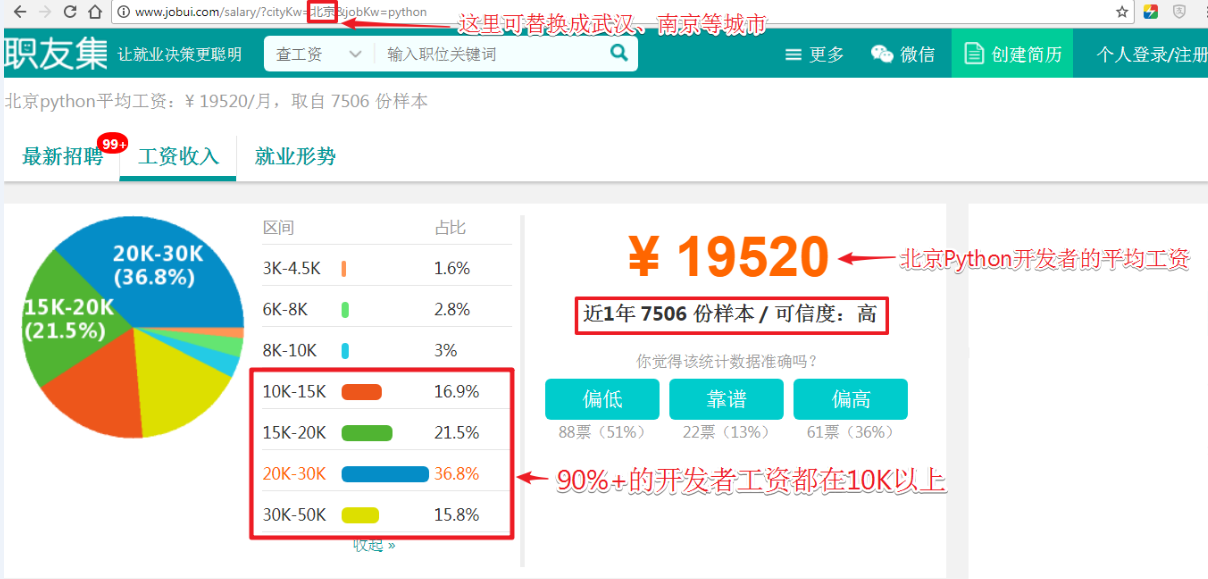 www.jobui.com/salary/?cityKw=北京&jobKw=python
这里可替换成武汉、南京等城市
职友集 让就业决策更聪明 查工资 输入职位关键词 更多 微信 创建简历 个人登录/注册
北京python平均工资：¥ 19520/月，取自 7506 份样本
最新招聘 99+ 工资收入 就业形势
20K-30K
(36.8%)
15K-20K
(21.5%)
区间 占比
3K-4.5K 1.6%
6K-8K 2.8%
8K-10K 3%
10K-15K 16.9%
15K-20K 21.5%
20K-30K 36.8%
30K-50K 15.8%
收起 »
¥ 19520
北京Python开发者的平均工资
近1年 7506 份样本 / 可信度：高
你觉得该统计数据准确吗？
偏低 靠谱 偏高
88票（51%） 22票（13%） 61票（36%）
90%+的开发者工资都在10K以上